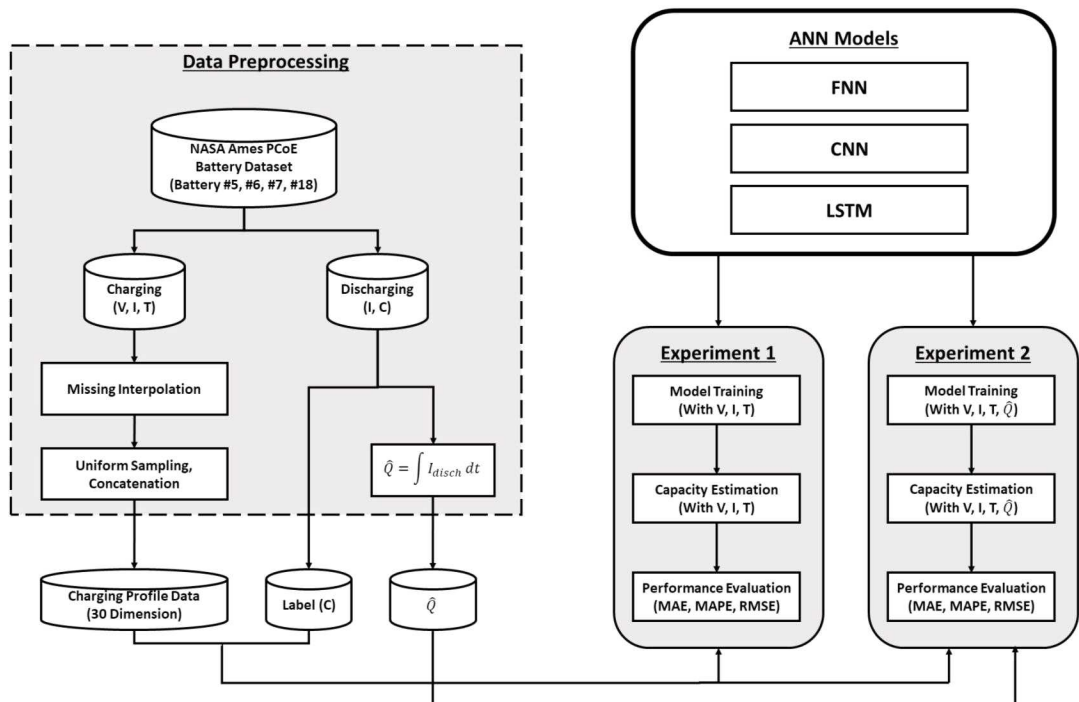 Data Preprocessing
NASA Ames PCoE
Battery Dataset
(Battery #5, #6, #7, #18)
Charging
(V, I, T)
Discharging
(I, C)
Missing Interpolation
Uniform Sampling,
Concatenation
Q̂ = ∫ I_disch dt
Charging Profile Data
(30 Dimension)
Label (C)
Q̂
ANN Models
FNN
CNN
LSTM
Experiment 1
Model Training
(With V, I, T)
Capacity Estimation
(With V, I, T)
Performance Evaluation
(MAE, MAPE, RMSE)
Experiment 2
Model Training
(With V, I, T, Q̂)
Capacity Estimation
(With V, I, T, Q̂)
Performance Evaluation
(MAE, MAPE, RMSE)